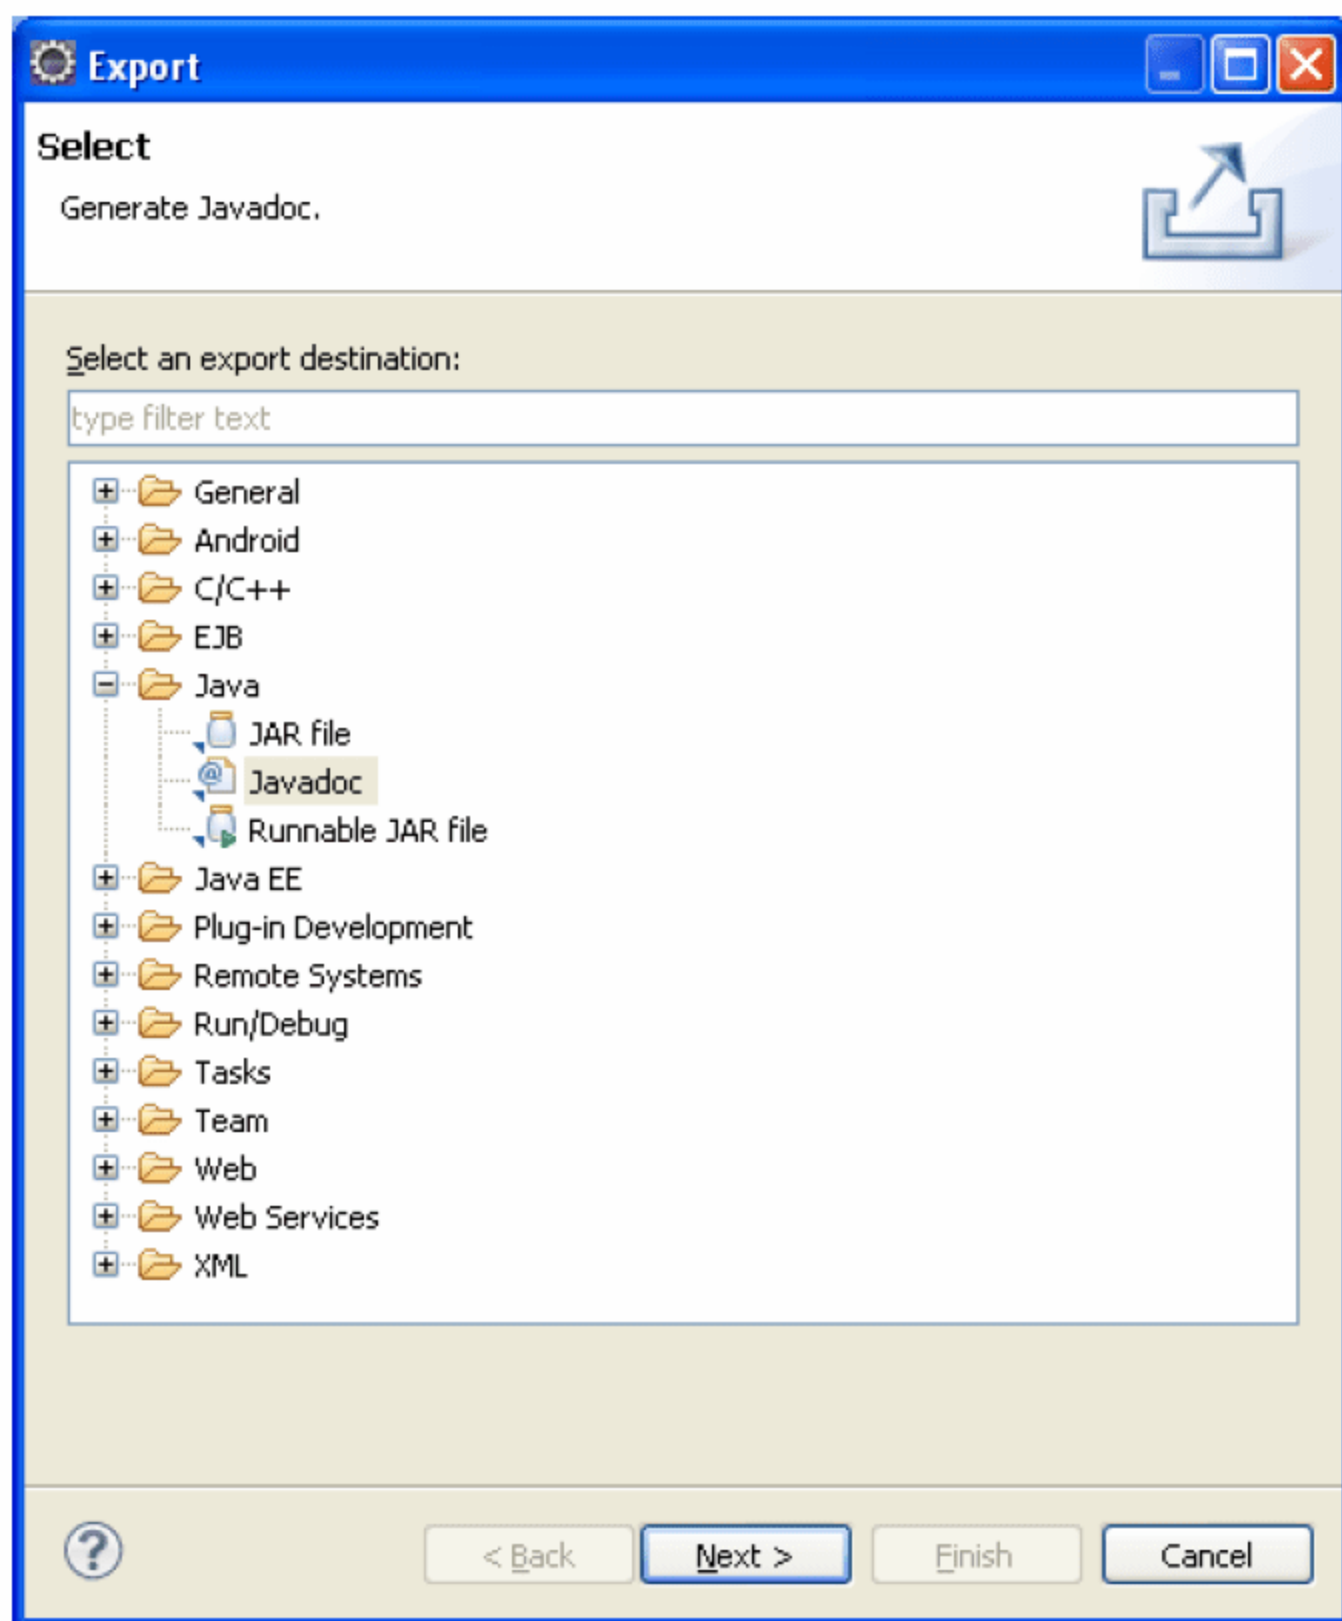 Export
Select
Generate Javadoc.
Select an export destination:
type filter text
General
Android
C/C++
EJB
Java
JAR file
Javadoc
Runnable JAR file
Java EE
Plug-in Development
Remote Systems
Run/Debug
Tasks
Team
Web
Web Services
XML
? < Back Next > Finish Cancel